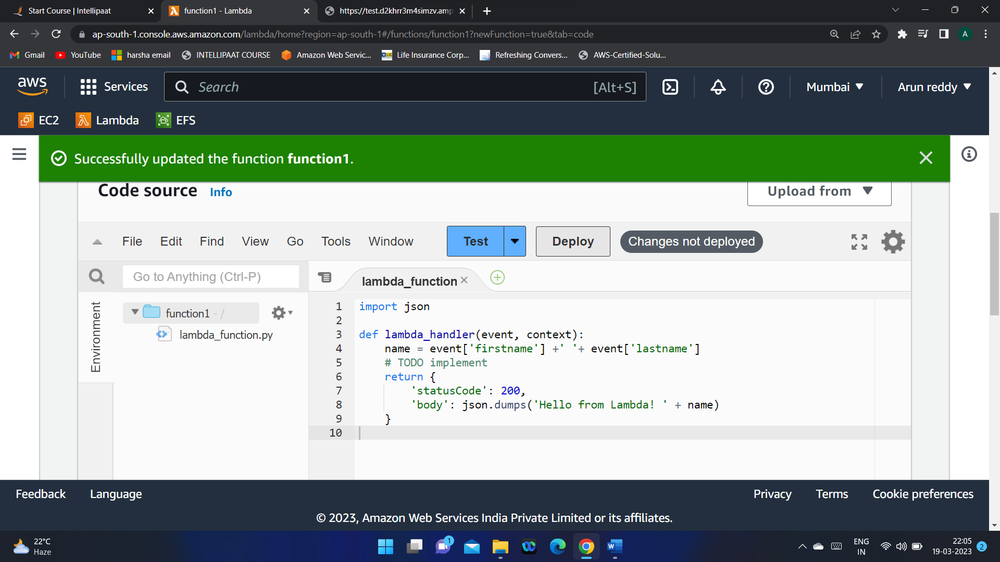 Start Course | Intellipaat
function1 - Lambda
https://test.d2khrr3m4simzv.amp
ap-south-1.console.aws.amazon.com/lambda/home?region=ap-south-1#/functions/function1?newFunction=true&tab=code
A
Gmail
YouTube
harsha email
INTELLIPAAT COURSE
Amazon Web Servic...
LIC
Life Insurance Corp...
Refreshing Convers...
AWS-Certified-Solu...
aws
Services
Search
[Alt+S]
Mumbai
Arun reddy
EC2
Lambda
EFS
Successfully updated the function function1.
Code source
Info
Upload from
File
Edit
Find
View
Go
Tools
Window
Test
Deploy
Changes not deployed
Go to Anything (Ctrl-P)
lambda_function
Environment
function1 - /
lambda_function.py
1 import json
2
3 def lambda_handler(event, context):
4     name = event['firstname'] +' '+ event['lastname']
5     # TODO implement
6     return {
7         'statusCode': 200,
8         'body': json.dumps('Hello from Lambda! ' + name)
9     }
10
Feedback
Language
Privacy
Terms
Cookie preferences
© 2023, Amazon Web Services India Private Limited or its affiliates.
22°C
Haze
1
W
ENG
IN
22:05
19-03-2023
2